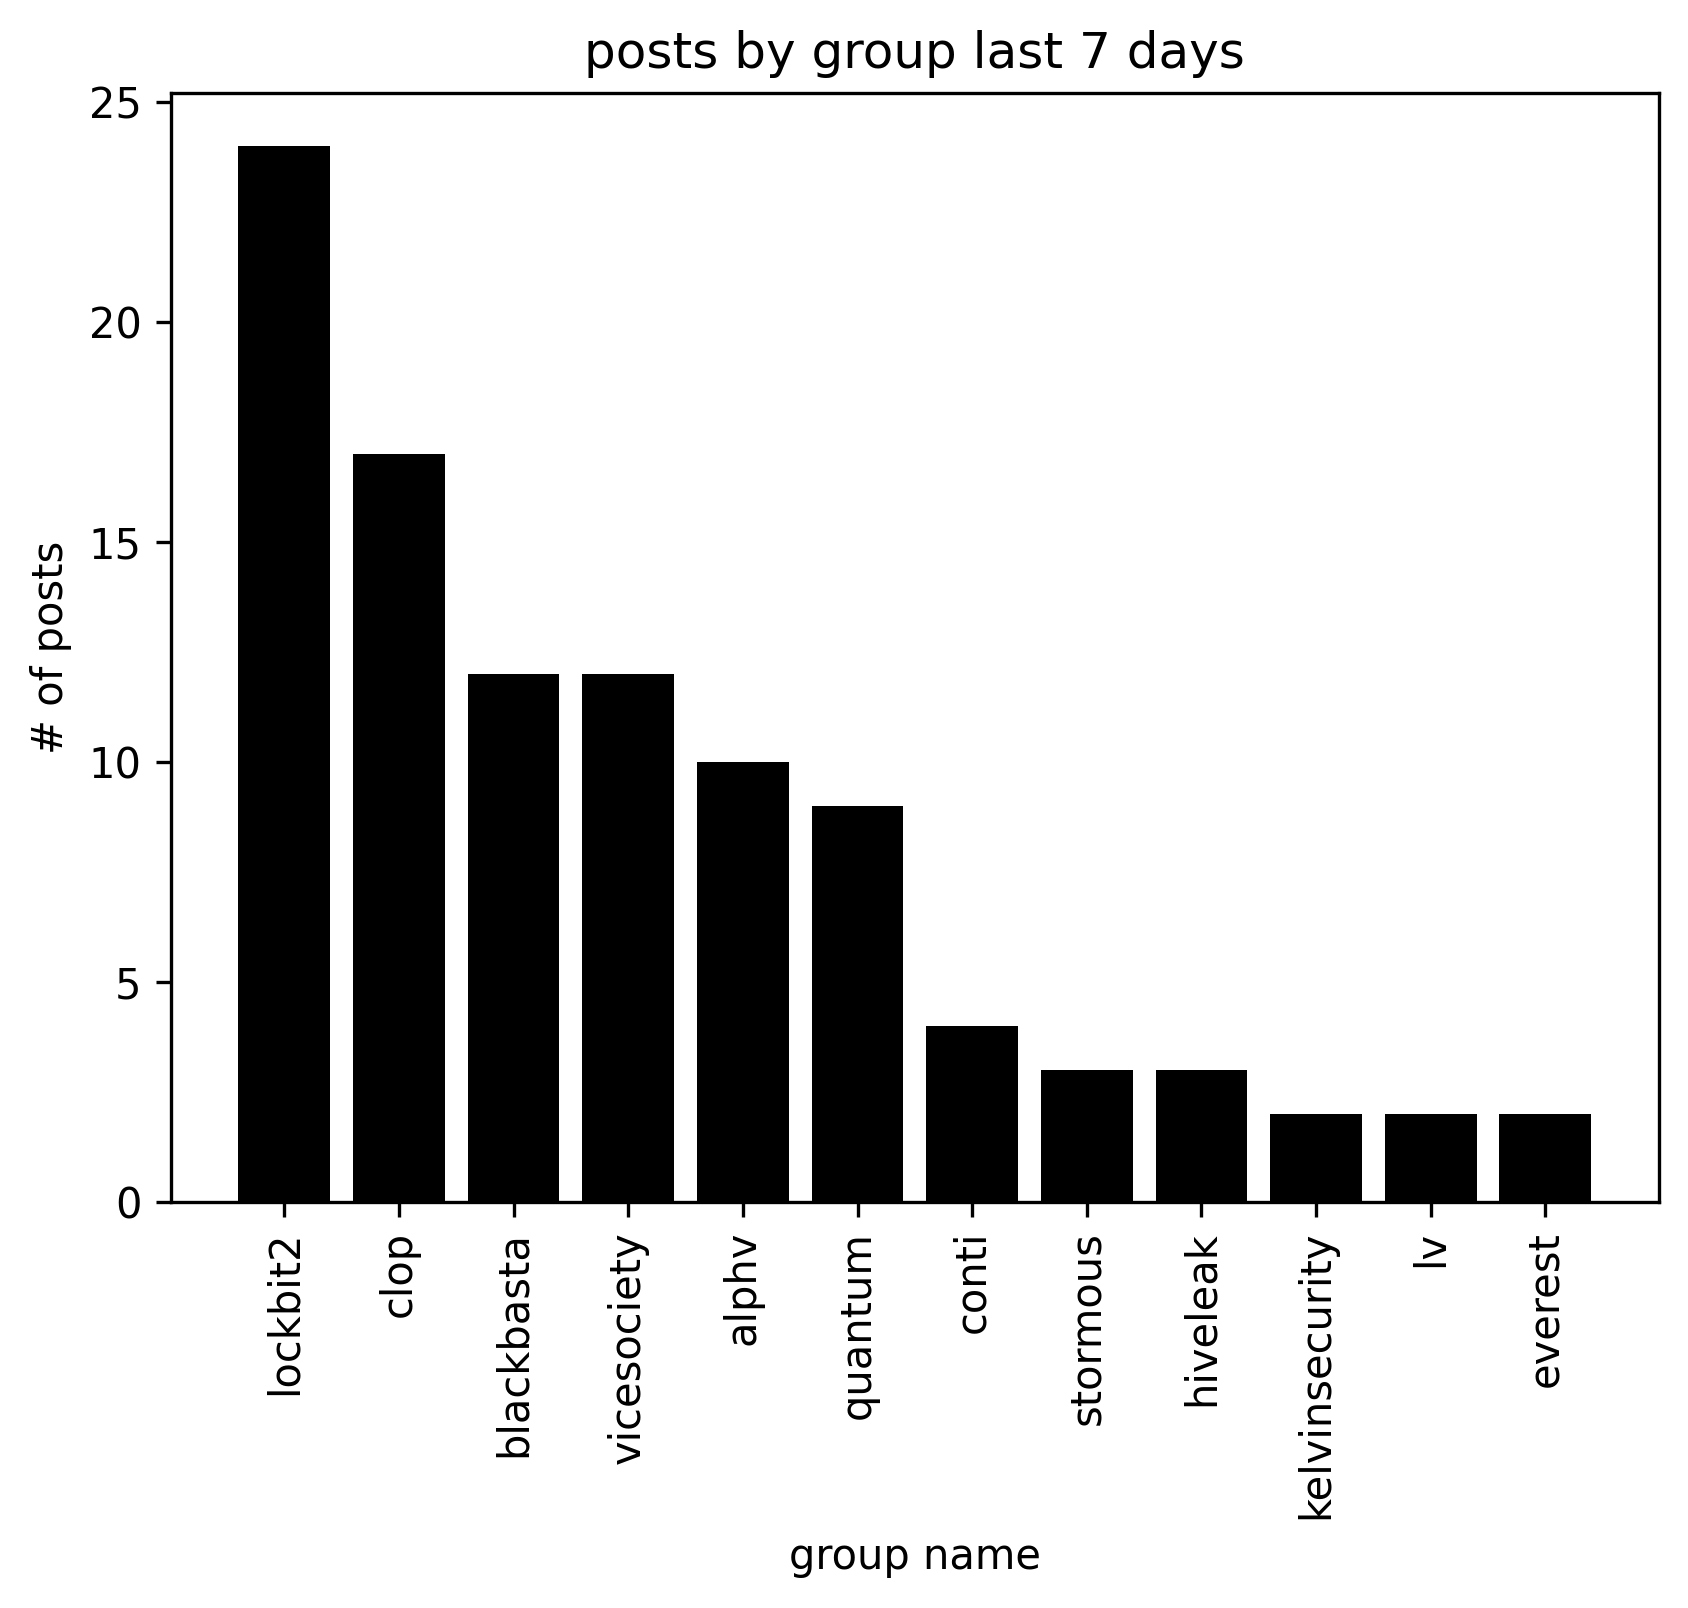 posts by group last 7 days
25
20
15
10
5
0
# of posts
lockbit2
clop
blackbasta
vicesociety
alphv
quantum
conti
stormous
hiveleak
kelvinsecurity
lv
everest
group name